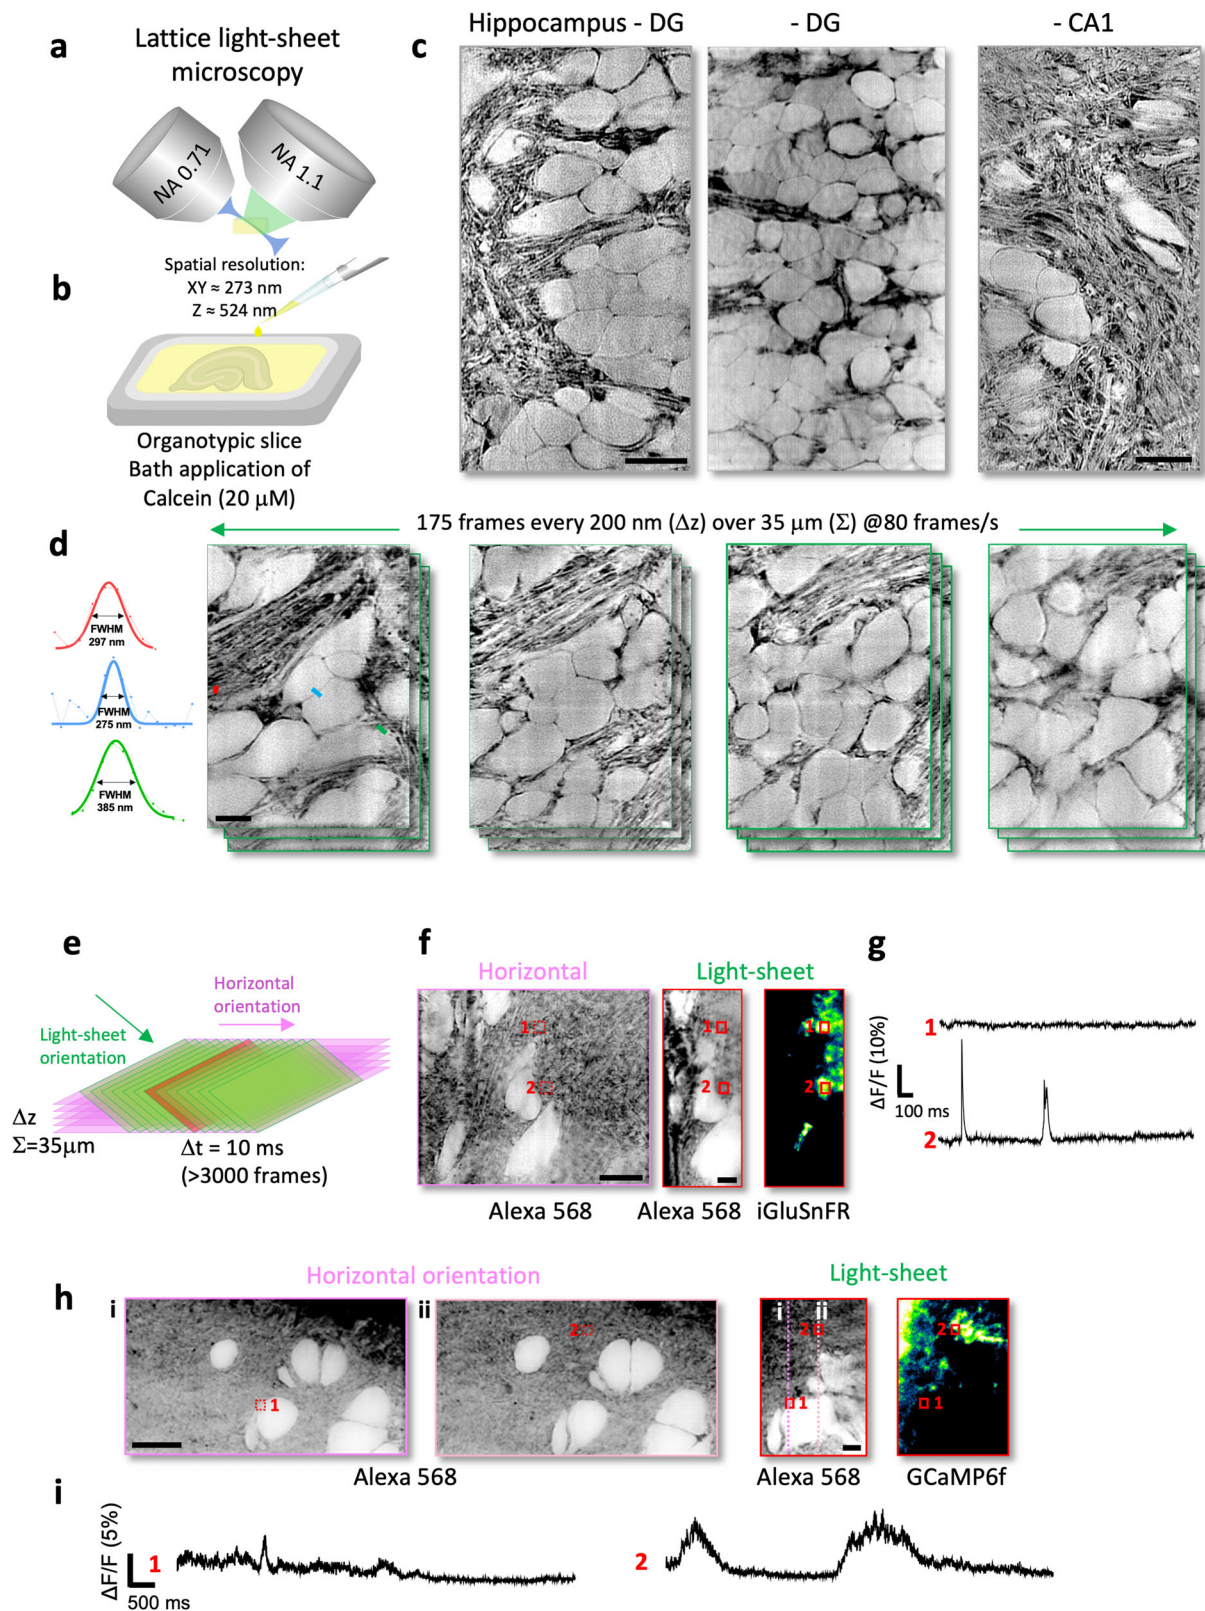 a
Lattice light-sheet
microscopy
NA 0.71
NA 1.1
Spatial resolution:
XY ≈ 273 nm
Z ≈ 524 nm
b
Organotypic slice
Bath application of
Calcein (20 μM)
c
Hippocampus - DG
- DG
- CA1
d
175 frames every 200 nm (Δz) over 35 μm (Σ) @80 frames/s
FWHM
297 nm
FWHM
275 nm
FWHM
385 nm
e
Horizontal
orientation
Light-sheet
orientation
Δz
Σ=35μm
Δt = 10 ms
(>3000 frames)
f
Horizontal
Light-sheet
1
2
1
2
1
2
Alexa 568
Alexa 568
iGluSnFR
g
1
2
ΔF/F (10%)
100 ms
h
Horizontal orientation
Light-sheet
i
1
ii
2
i
ii
2
1
2
1
Alexa 568
Alexa 568
GCaMP6f
i
ΔF/F (5%)
1
500 ms
2